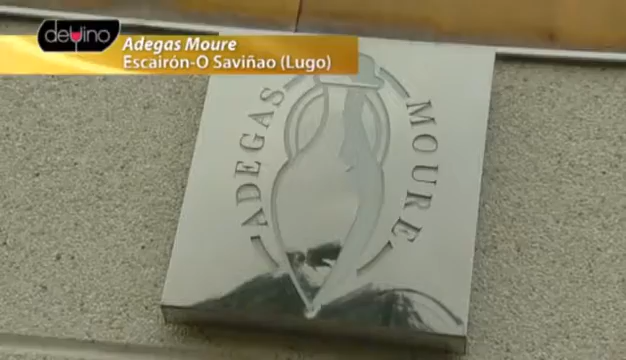 deVino
Adegas Moure
Escairón-O Saviñao (Lugo)
ADEGAS
MOURE